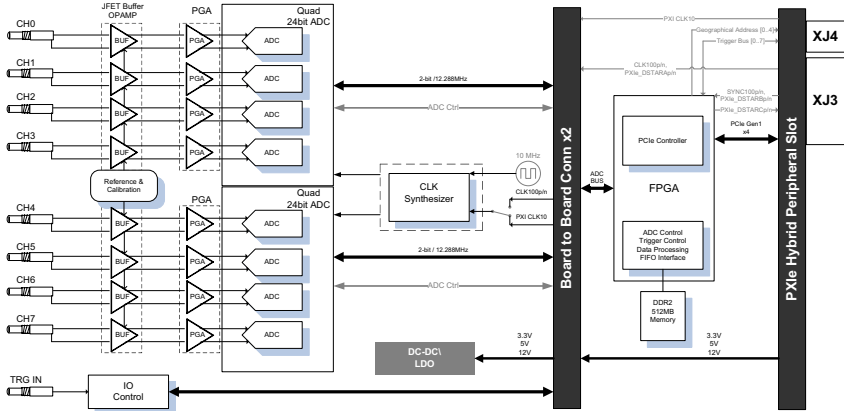 JFET Buffer
OPAMP
PGA
Quad
24bit ADC
CH0
BUF
PGA
ADC
CH1
BUF
PGA
ADC
CH2
BUF
PGA
ADC
CH3
BUF
PGA
ADC
Reference &
Calibration
PGA
Quad
24bit ADC
CH4
BUF
PGA
ADC
CH5
BUF
PGA
ADC
CH6
BUF
PGA
ADC
CH7
BUF
PGA
ADC
TRG IN
IO
Control
2-bit /12.288MHz
ADC Ctrl
10 MHz
CLK
Synthesizer
CLK100p/n
PXI CLK10
2-bit / 12.288MHz
ADC Ctrl
DC-DC\
LDO
3.3V
5V
12V
Board to Board Conn x2
PXI CLK10
Geographical Address [0..4]
Trigger Bus [0..7]
CLK100p/n,
PXIe_DSTARAp/n
SYNC100p/n,
PXIe_DSTARBp/n
PXIe_DSTARCp/n
PCIe Controller
PCIe Gen1
x4
FPGA
ADC
BUS
ADC Control
Trigger Control
Data Processing
FIFO Interface
DDR2
512MB
Memory
3.3V
5V
12V
PXIe Hybrid Peripheral Slot
XJ4
XJ3